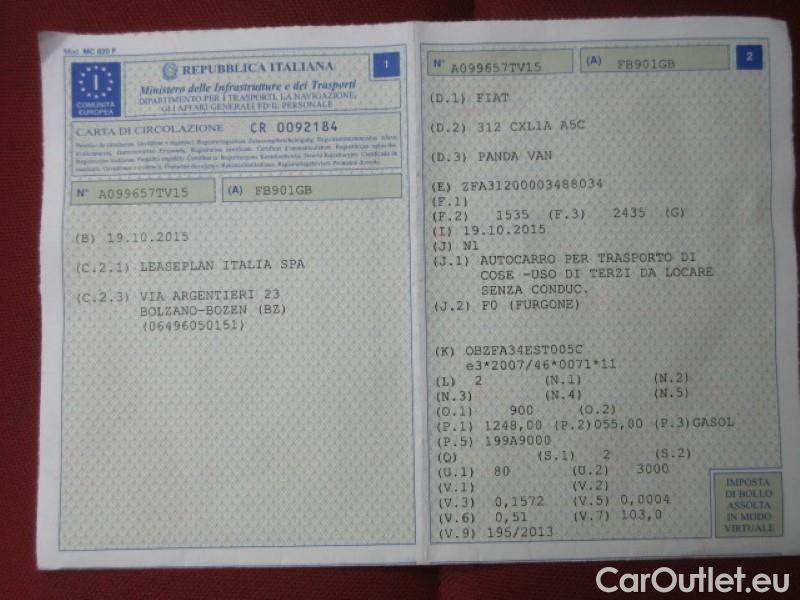 Mod. MC 820 F
I
COMUNITÀ
EUROPEA
REPUBBLICA ITALIANA
1
Ministero delle Infrastrutture e dei Trasporti
DIPARTIMENTO PER I TRASPORTI, LA NAVIGAZIONE,
GLI AFFARI GENERALI ED IL PERSONALE
CARTA DI CIRCOLAZIONE CR 0092184
N° A099657TV15 (A) FB901GB
(B) 19.10.2015
(C.2.1) LEASEPLAN ITALIA SPA
(C.2.3) VIA ARGENTIERI 23
BOLZANO-BOZEN (BZ)
(06496050151)
N° A099657TV15 (A) FB901GB
2
(D.1) FIAT
(D.2) 312 CXL1A A5C
(D.3) PANDA VAN
(E) ZFA31200003488034
(F.1)
(F.2) 1535 (F.3) 2435 (G)
(I) 19.10.2015
(J) N1
(J.1) AUTOCARRO PER TRASPORTO DI
COSE -USO DI TERZI DA LOCARE
SENZA CONDUC.
(J.2) F0 (FURGONE)
(K) OBZFA34EST005C
e3*2007/46*0071*11
(L) 2 (N.1) (N.2)
(N.3) (N.4) (N.5)
(O.1) 900 (O.2)
(P.1) 1248,00 (P.2)055,00 (P.3)GASOL
(P.5) 199A9000
(Q) (S.1) 2 (S.2)
(U.1) 80 (U.2) 3000
(V.1) (V.2)
(V.3) 0,1572 (V.5) 0,0004
(V.6) 0,51 (V.7) 103,0
(V.9) 195/2013
IMPOSTA
DI BOLLO
ASSOLTA
IN MODO
VIRTUALE
CarOutlet.eu